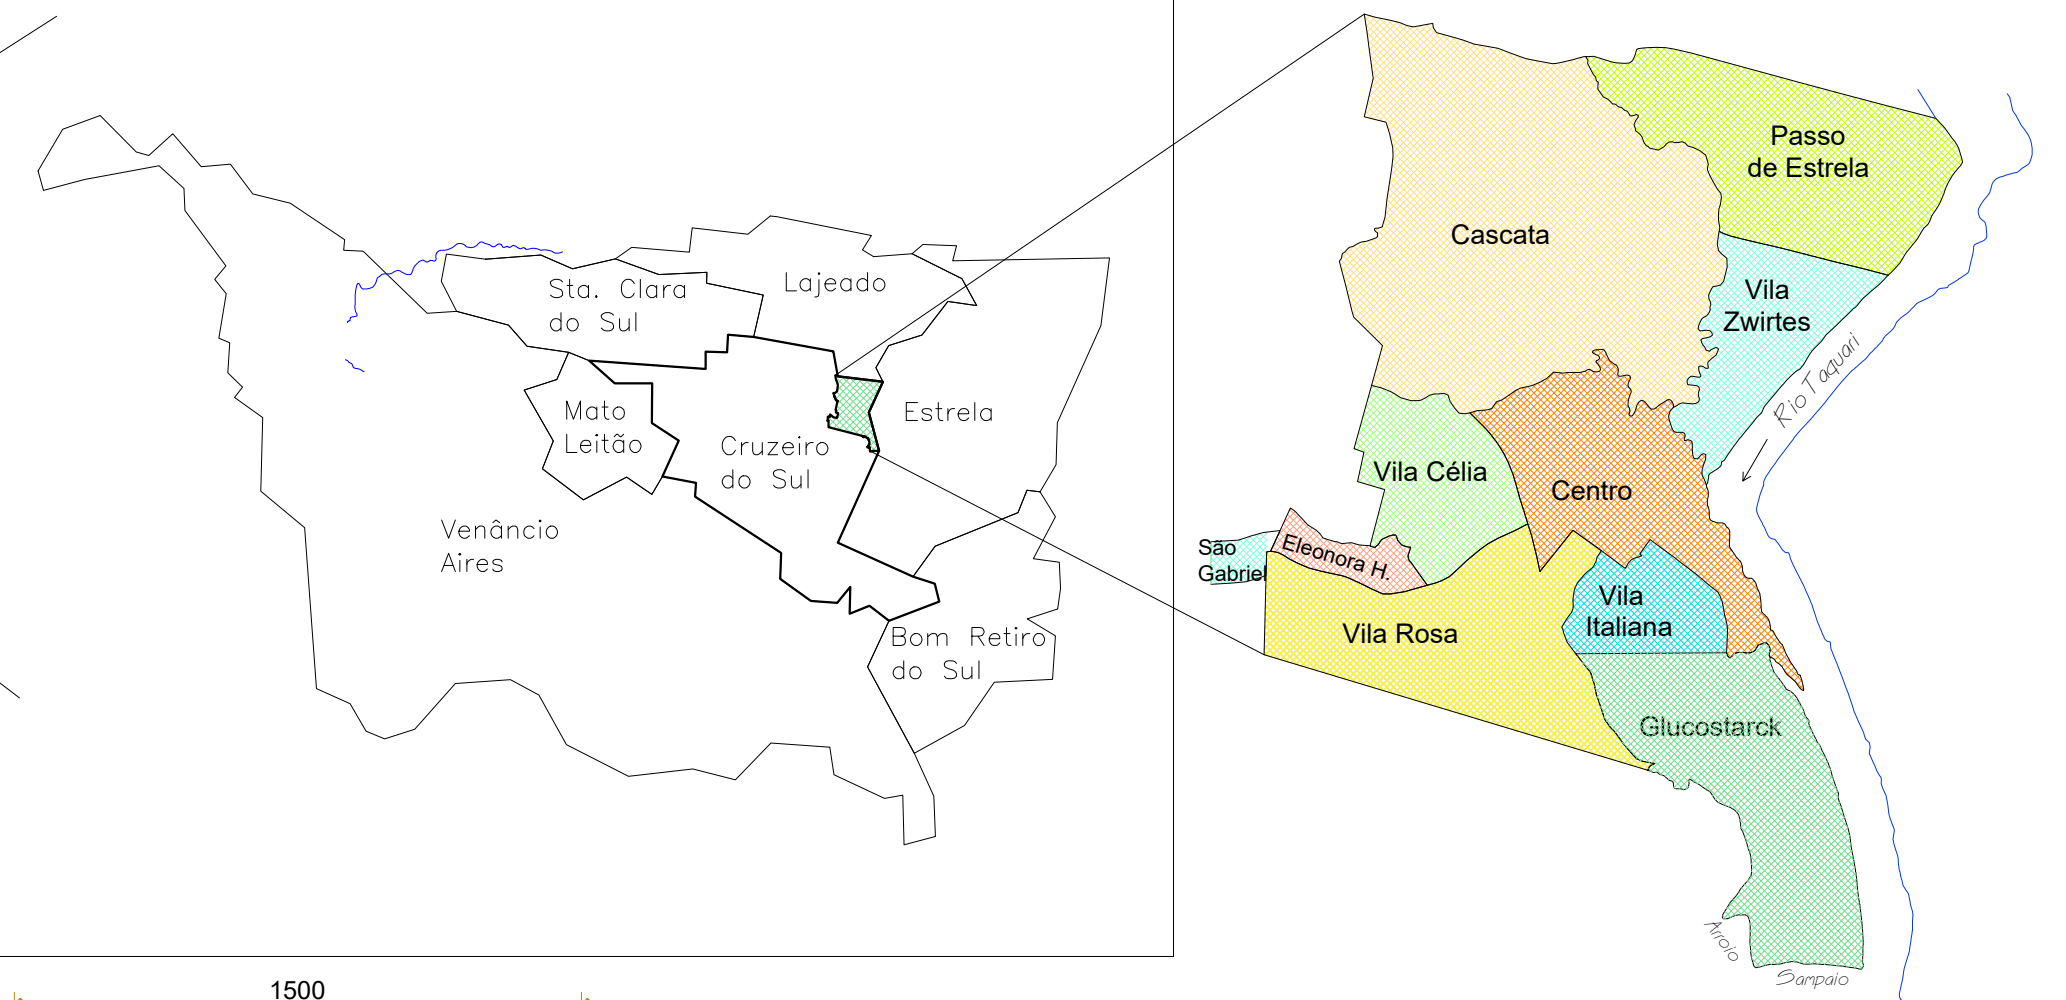 Sta. Clara
do Sul
Lajeado
Mato
Leitão
Cruzeiro
do Sul
Estrela
Venâncio
Aires
Bom Retiro
do Sul
1500
Passo
de Estrela
Cascata
Vila
Zwirtes
Rio Taquari
Vila Célia
Centro
São
Gabriel
Eleonora H.
Vila
Italiana
Vila Rosa
Glucostarck
Arroio
Sampaio